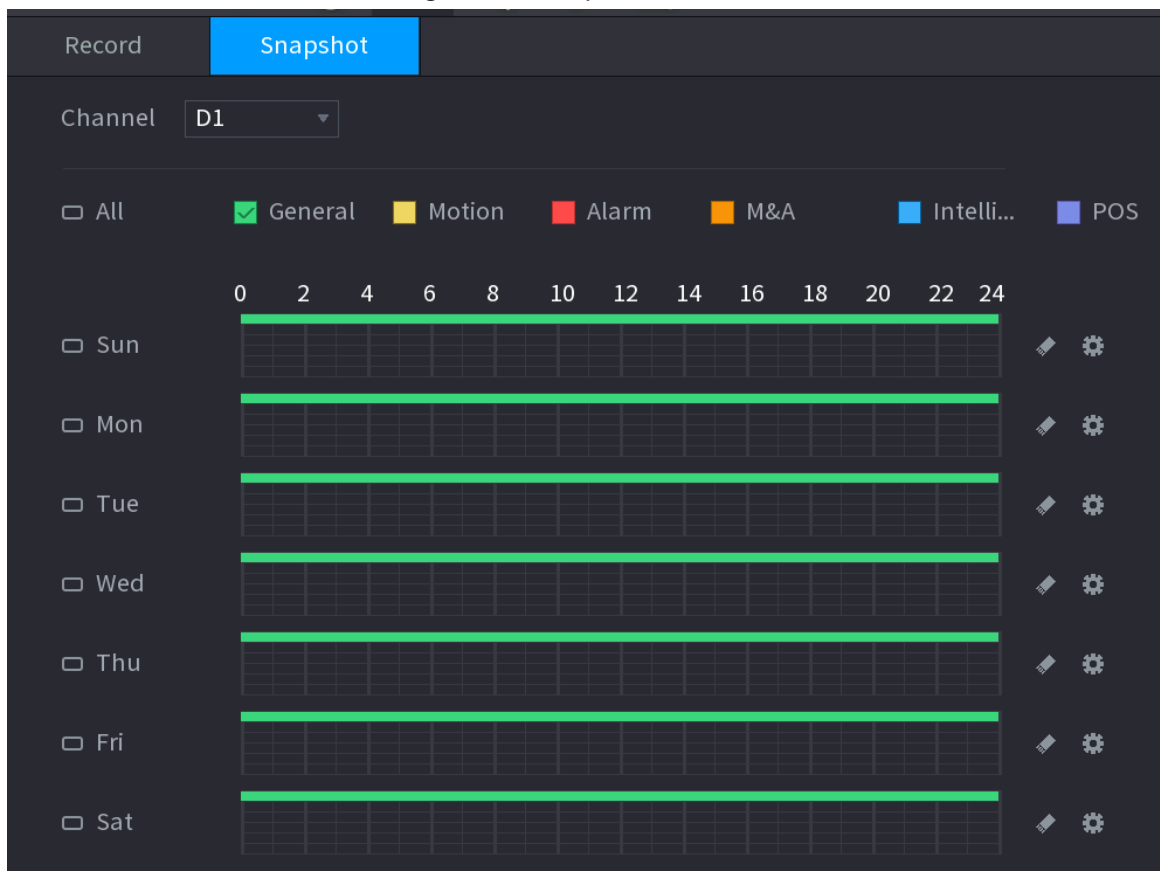 Record Snapshot
Channel D1
All General Motion Alarm M&A Intelli... POS
0 2 4 6 8 10 12 14 16 18 20 22 24
Sun
Mon
Tue
Wed
Thu
Fri
Sat